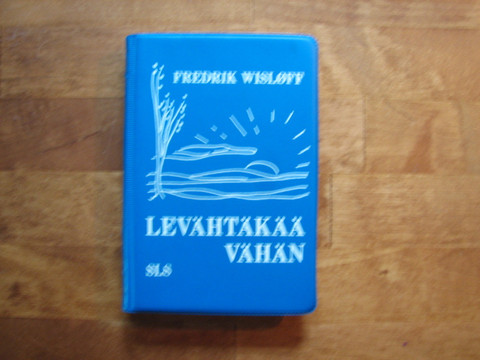 FREDRIK WISLØFF
LEVÄHTÄKÄÄ
VÄHÄN
SLS